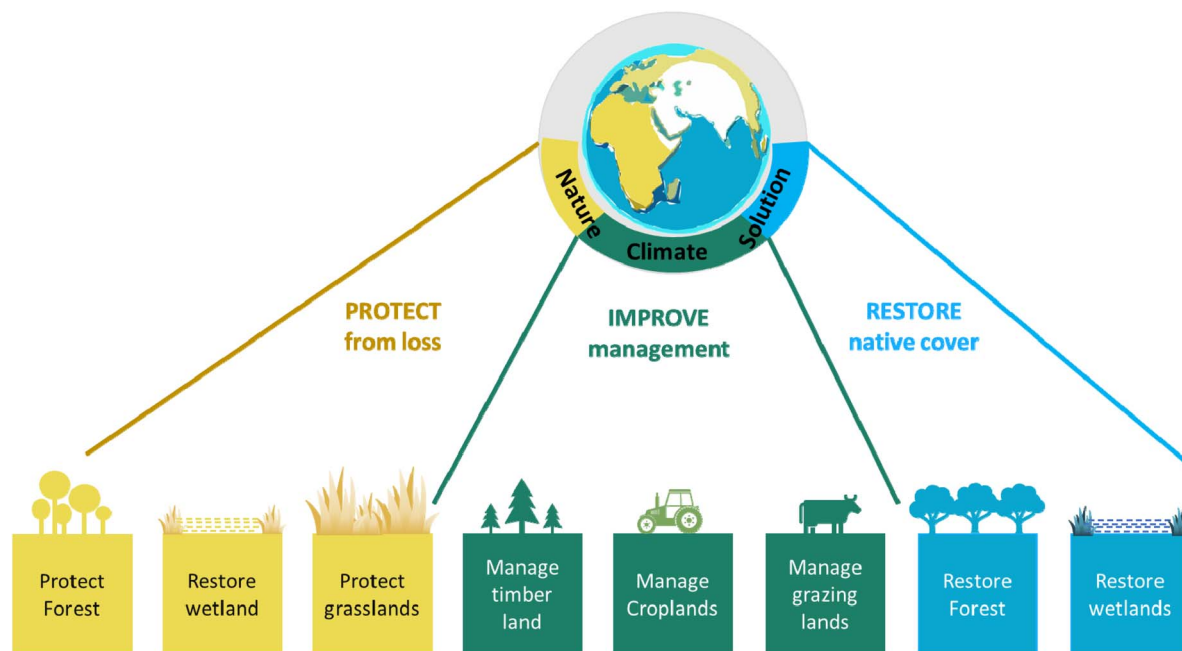 Nature
Climate
Solution
PROTECT
from loss
IMPROVE
management
RESTORE
native cover
Protect
Forest
Restore
wetland
Protect
grasslands
Manage
timber
land
Manage
Croplands
Manage
grazing
lands
Restore
Forest
Restore
wetlands